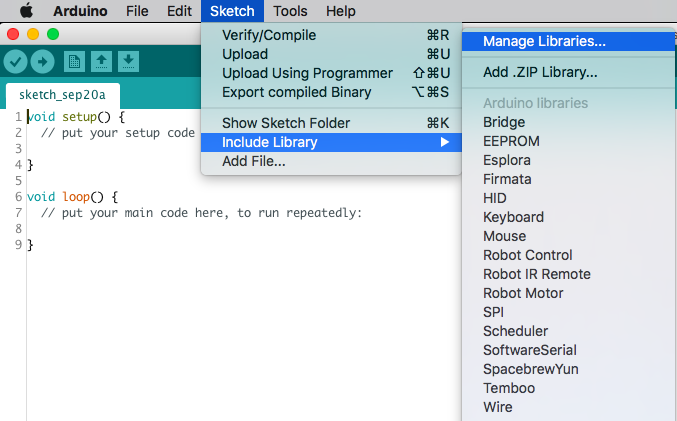 Arduino File Edit Sketch Tools Help
Verify/Compile ⌘R
Upload ⌘U
Upload Using Programmer ⇧⌘U
Export compiled Binary ⌥⌘S
Show Sketch Folder ⌘K
Include Library ▶
Add File...
Manage Libraries...
Add .ZIP Library...
Arduino libraries
Bridge
EEPROM
Esplora
Firmata
HID
Keyboard
Mouse
Robot Control
Robot IR Remote
Robot Motor
SPI
Scheduler
SoftwareSerial
SpacebrewYun
Temboo
Wire
sketch_sep20a
1 void setup() {
2 // put your setup code
3
4 }
5
6 void loop() {
7 // put your main code here, to run repeatedly:
8
9 }